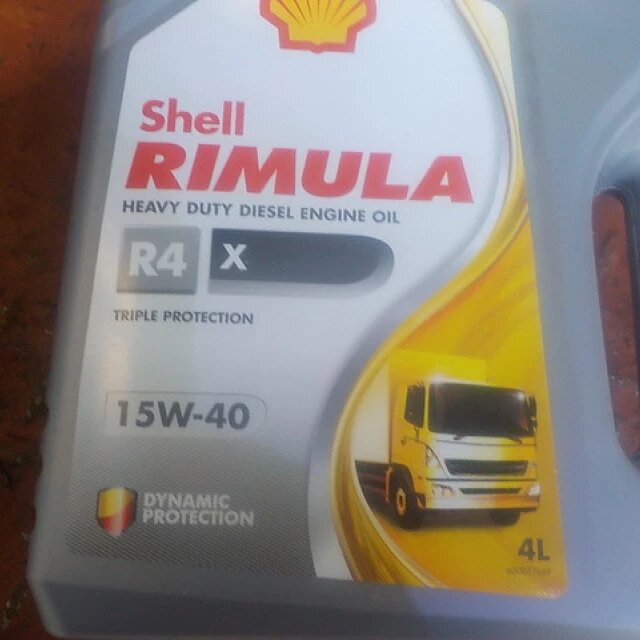 Shell
RIMULA
HEAVY DUTY DIESEL ENGINE OIL
R4 X
TRIPLE PROTECTION
15W-40
DYNAMIC
PROTECTION
4L